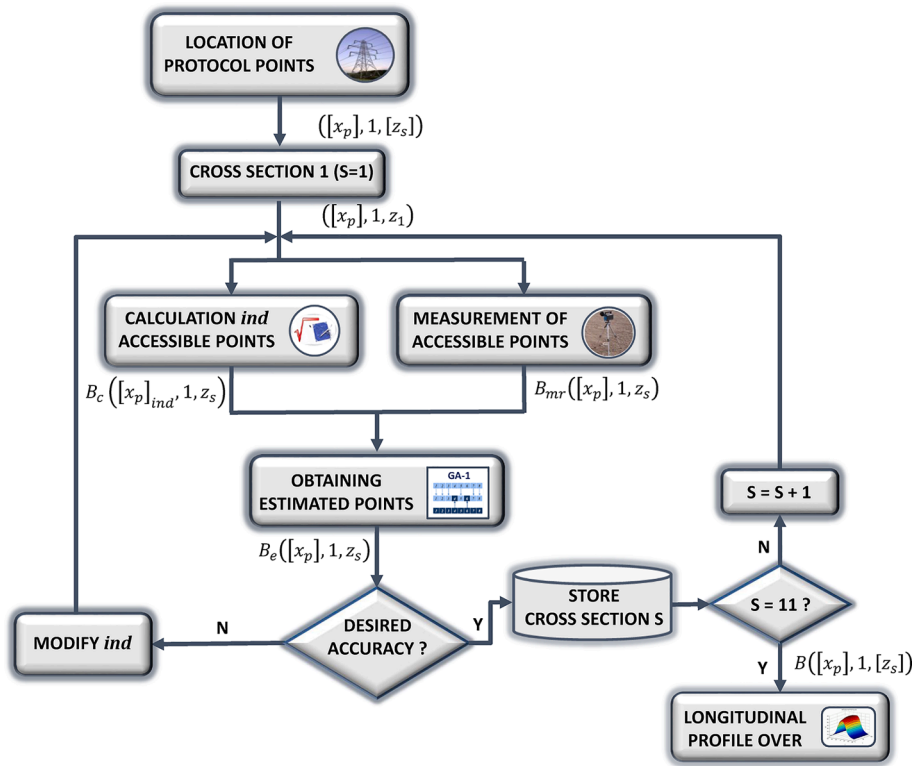 LOCATION OF
PROTOCOL POINTS
([x_p], 1, [z_s])
CROSS SECTION 1 (S=1)
([x_p], 1, z_1)
CALCULATION ind
ACCESSIBLE POINTS
MEASUREMENT OF
ACCESSIBLE POINTS
B_c ([x_p]_ind, 1, z_s)
B_mr([x_p], 1, z_s)
OBTAINING
ESTIMATED POINTS
GA-1
S = S + 1
B_e([x_p], 1, z_s)
N
STORE
CROSS SECTION S
S = 11 ?
DESIRED
ACCURACY ?
Y
N
MODIFY ind
Y
B([x_p], 1, [z_s])
LONGITUDINAL
PROFILE OVER